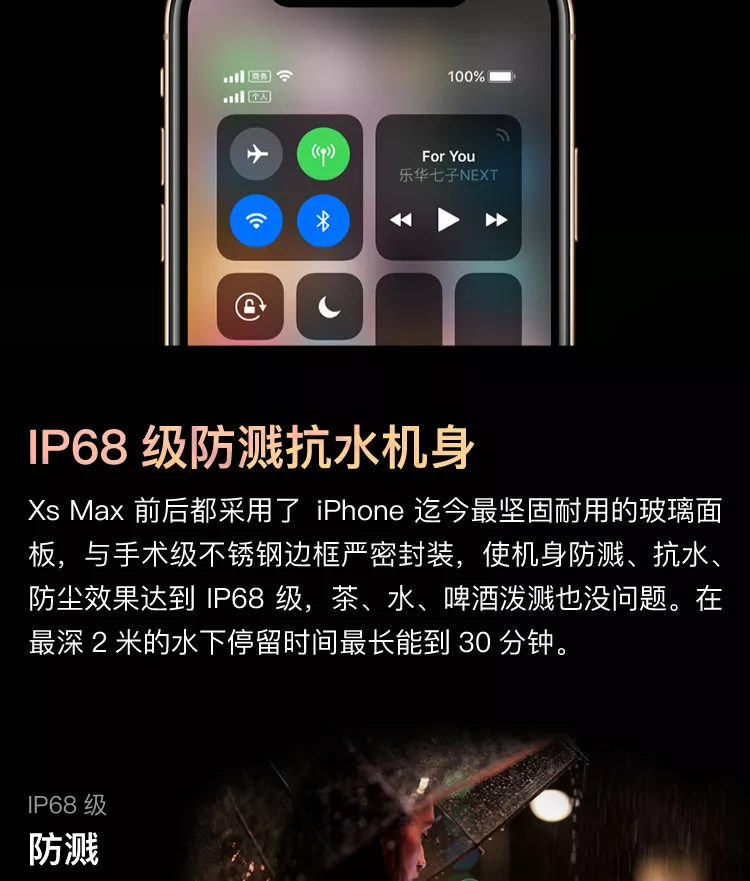 商务 100%
个人
For You
乐华七子NEXT
IP68 级防溅抗水机身
Xs Max 前后都采用了 iPhone 迄今最坚固耐用的玻璃面
板，与手术级不锈钢边框严密封装，使机身防溅、抗水、
防尘效果达到 IP68 级，茶、水、啤酒泼溅也没问题。在
最深 2 米的水下停留时间最长能到 30 分钟。
IP68 级
防溅